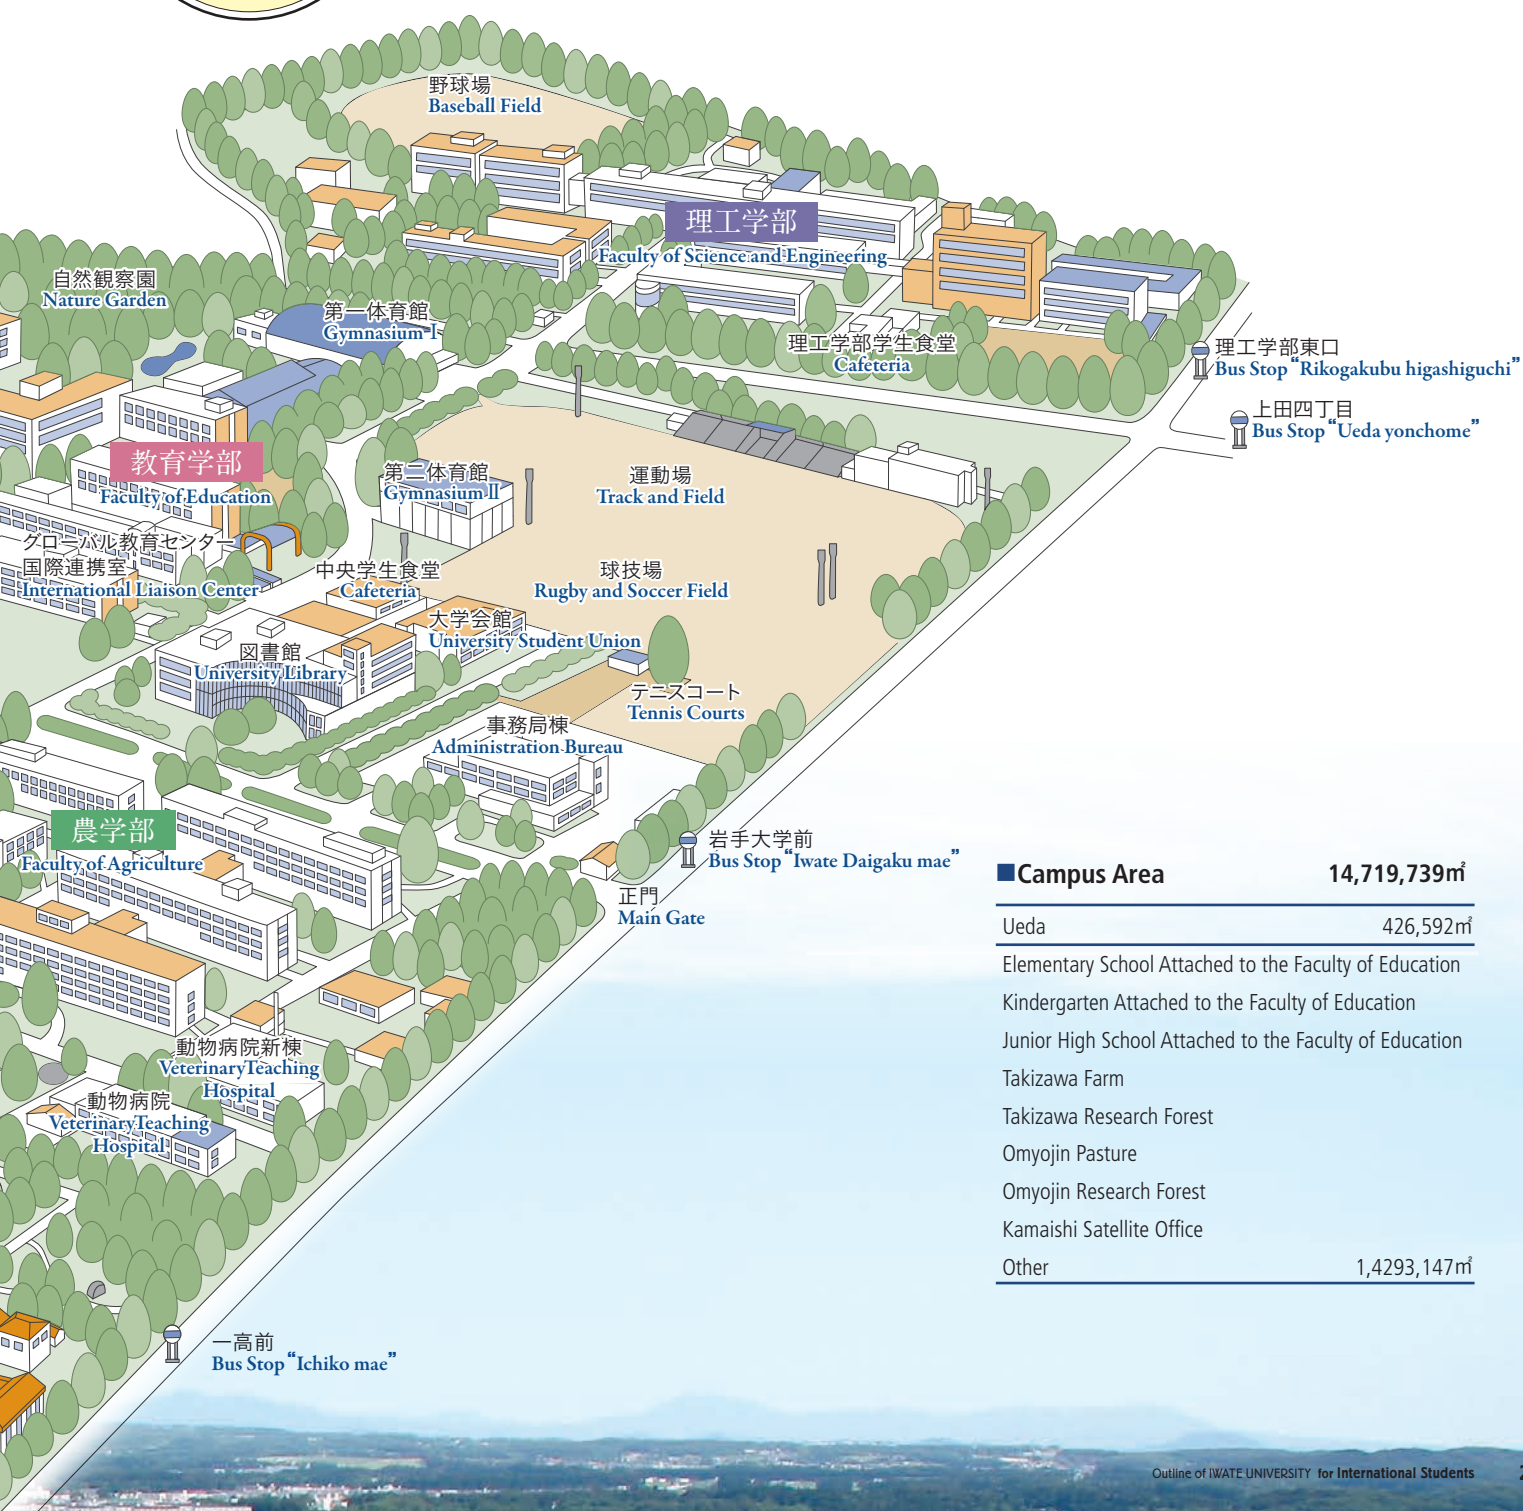 野球場
Baseball Field
理工学部
Faculty of Science and Engineering
自然観察園
Nature Garden
第一体育館
Gymnasium I
理工学部学生食堂
Cafeteria
理工学部東口
Bus Stop “Rikogakubu higashiguchi”
上田四丁目
Bus Stop “Ueda yonchome”
教育学部
Faculty of Education
第二体育館
Gymnasium Ⅱ
運動場
Track and Field
グローバル教育センター
国際連携室
International Liaison Center
中央学生食堂
Cafeteria
球技場
Rugby and Soccer Field
大学会館
University Student Union
図書館
University Library
テニスコート
Tennis Courts
事務局棟
Administration Bureau
農学部
Faculty of Agriculture
岩手大学前
Bus Stop “Iwate Daigaku mae”
正門
Main Gate
動物病院新棟
VeterinaryTeaching
Hospital
動物病院
VeterinaryTeaching
Hospital
一高前
Bus Stop “Ichiko mae”
■Campus Area 14,719,739㎡
Ueda 426,592㎡
Elementary School Attached to the Faculty of Education
Kindergarten Attached to the Faculty of Education
Junior High School Attached to the Faculty of Education
Takizawa Farm
Takizawa Research Forest
Omyojin Pasture
Omyojin Research Forest
Kamaishi Satellite Office
Other 1,4293,147㎡
Outline of IWATE UNIVERSITY for International Students